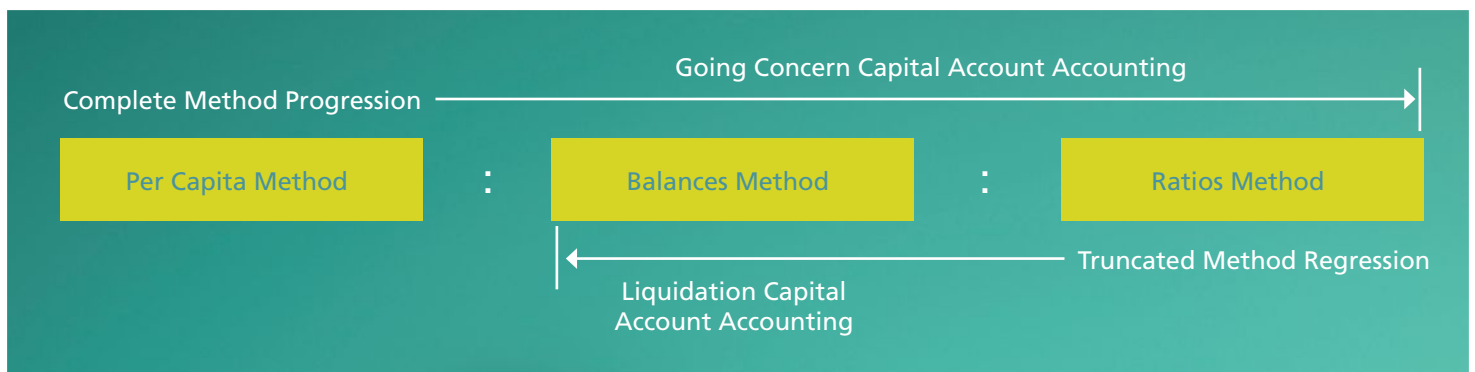 Going Concern Capital Account Accounting
Complete Method Progression
Per Capita Method : Balances Method : Ratios Method
Truncated Method Regression
Liquidation Capital
Account Accounting